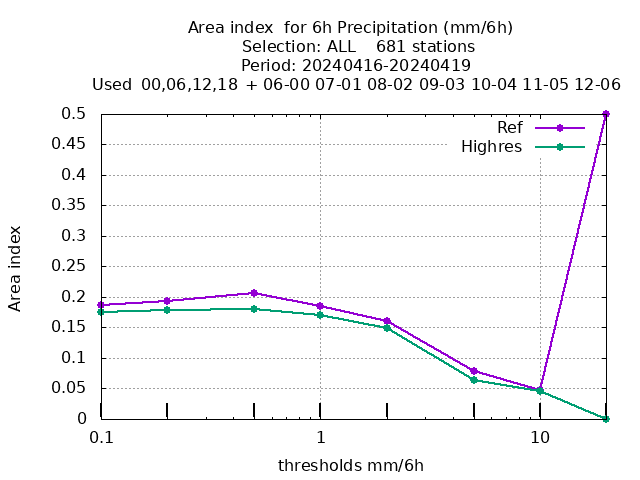 Area index  for 6h Precipitation (mm/6h)
Selection: ALL    681 stations
Period: 20240416-20240419
Used  00,06,12,18  + 06-00 07-01 08-02 09-03 10-04 11-05 12-06
Ref
Highres
Area index
0.5
0.45
0.4
0.35
0.3
0.25
0.2
0.15
0.1
0.05
0
0.1 1 10
thresholds mm/6h